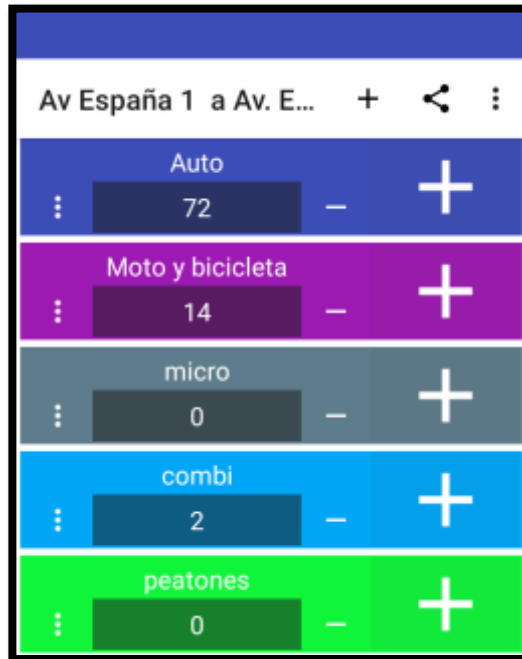 Av España 1 a Av. E...
Auto
72
Moto y bicicleta
14
micro
0
combi
2
peatones
0